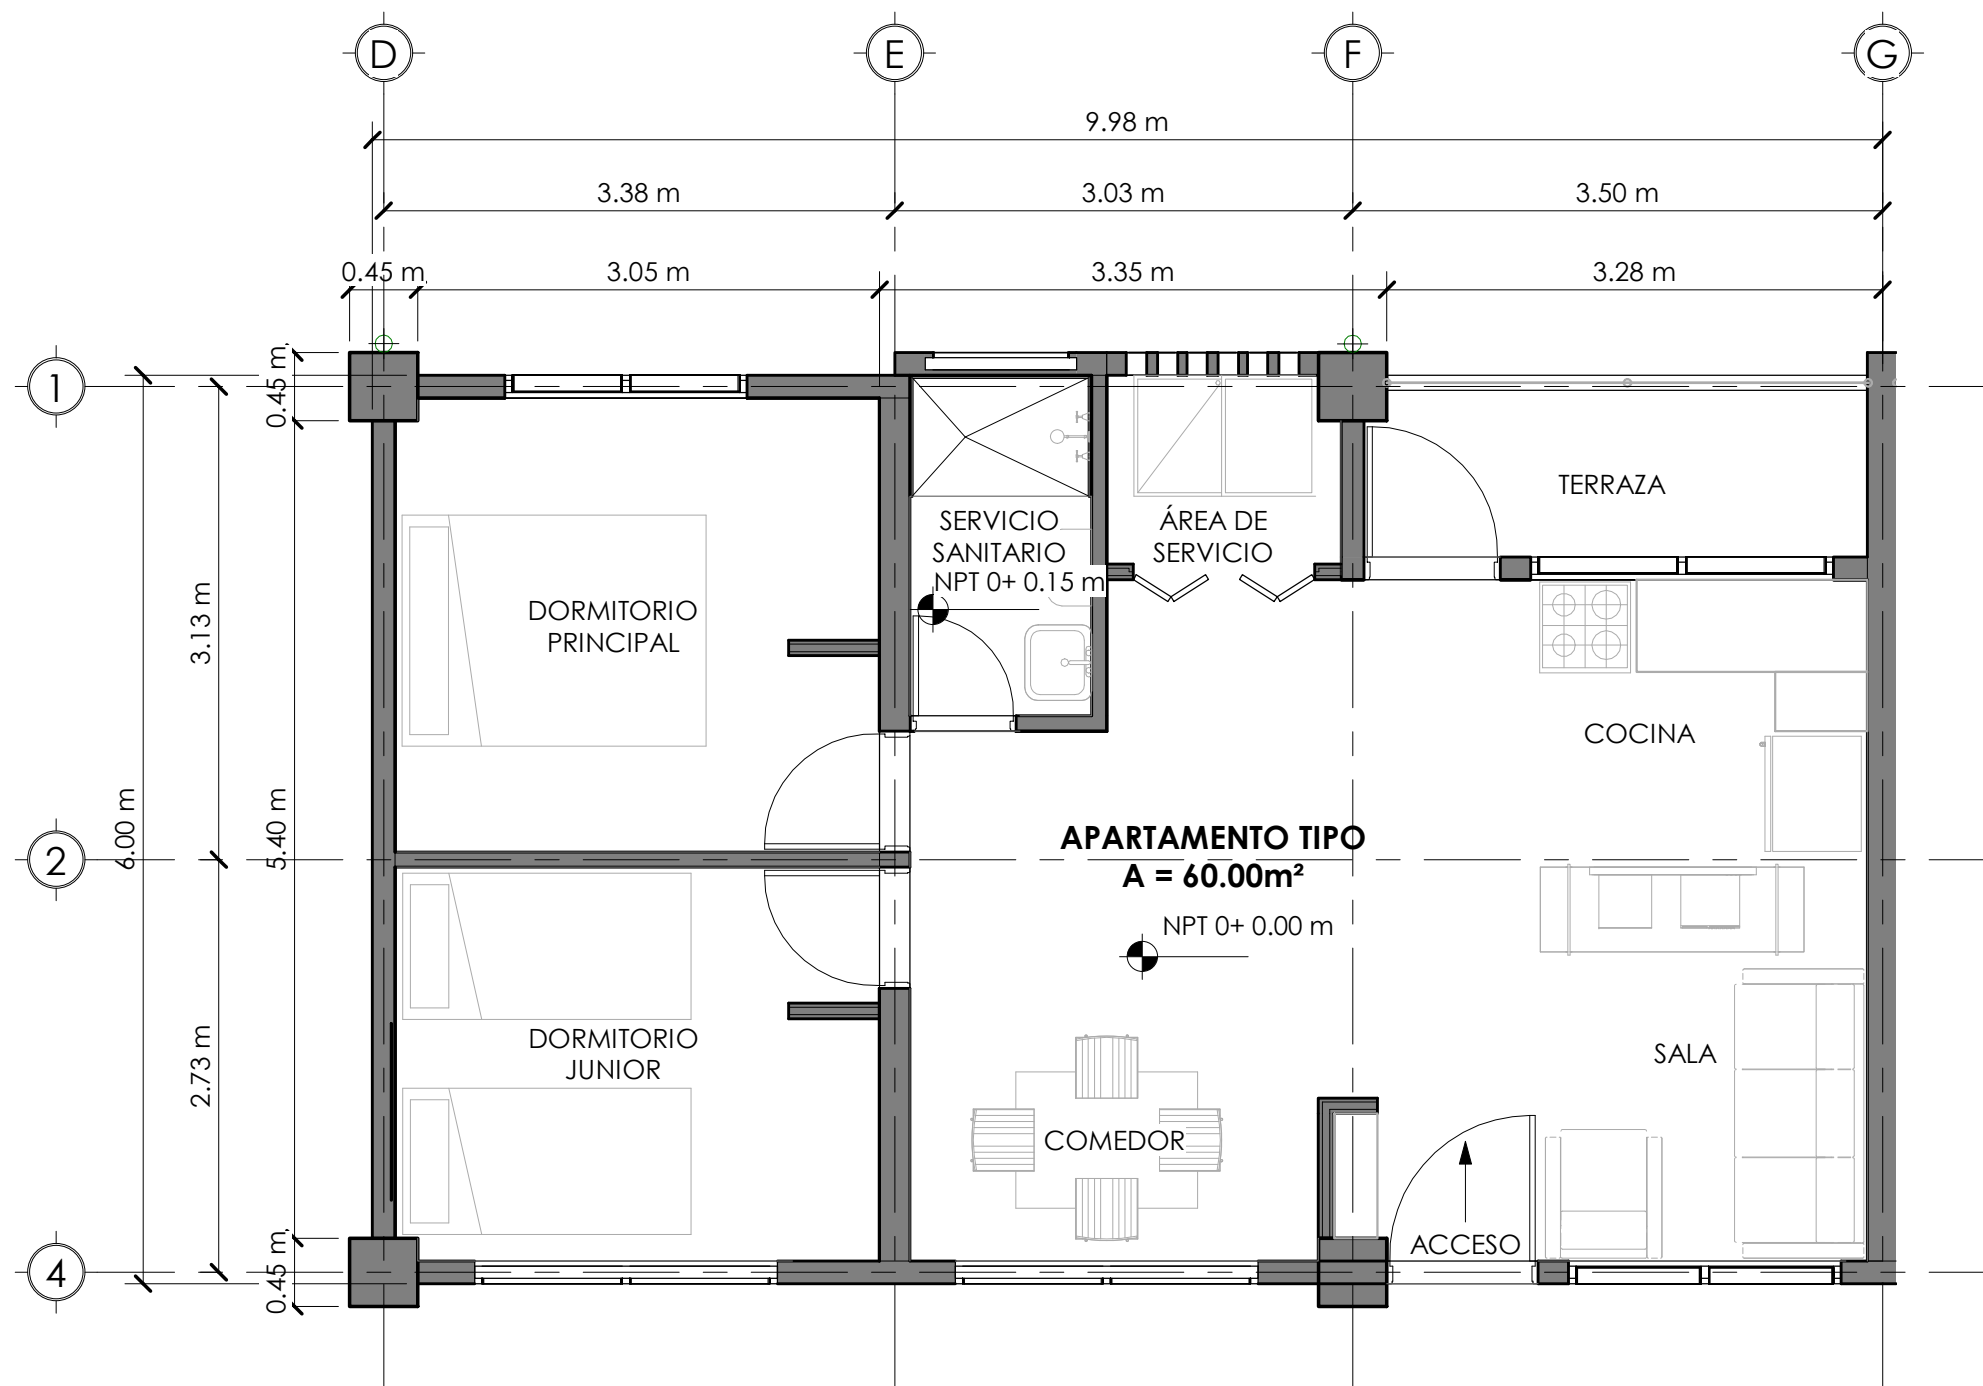 D
E
F
G
9.98 m
3.38 m
3.03 m
3.50 m
0.45 m
3.05 m
3.35 m
3.28 m
1
2
4
0.45 m
3.13 m
6.00 m
5.40 m
2.73 m
0.45 m
TERRAZA
SERVICIO
SANITARIO
NPT 0+ 0.15 m
ÁREA DE
SERVICIO
DORMITORIO
PRINCIPAL
COCINA
APARTAMENTO TIPO
A = 60.00m²
NPT 0+ 0.00 m
DORMITORIO
JUNIOR
SALA
COMEDOR
ACCESO